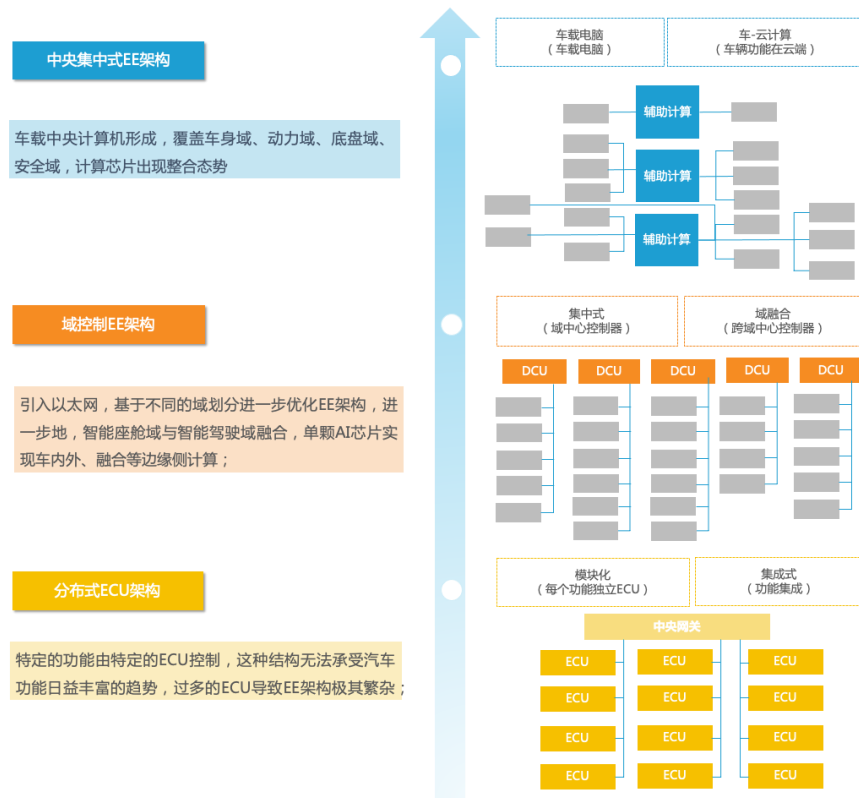 中央集中式EE架构
车载中央计算机形成，覆盖车身域、动力域、底盘域、
安全域，计算芯片出现整合态势
车载电脑
（车载电脑）
车-云计算
（车辆功能在云端）
辅助计算
辅助计算
辅助计算
域控制EE架构
引入以太网，基于不同的域划分进一步优化EE架构，进
一步地，智能座舱域与智能驾驶域融合，单颗AI芯片实
现车内外、融合等边缘侧计算；
集中式
（域中心控制器）
域融合
（跨域中心控制器）
DCU
DCU
DCU
DCU
DCU
分布式ECU架构
特定的功能由特定的ECU控制，这种结构无法承受汽车
功能日益丰富的趋势，过多的ECU导致EE架构极其繁杂；
模块化
（每个功能独立ECU）
集成式
（功能集成）
中央网关
ECU
ECU
ECU
ECU
ECU
ECU
ECU
ECU
ECU
ECU
ECU
ECU